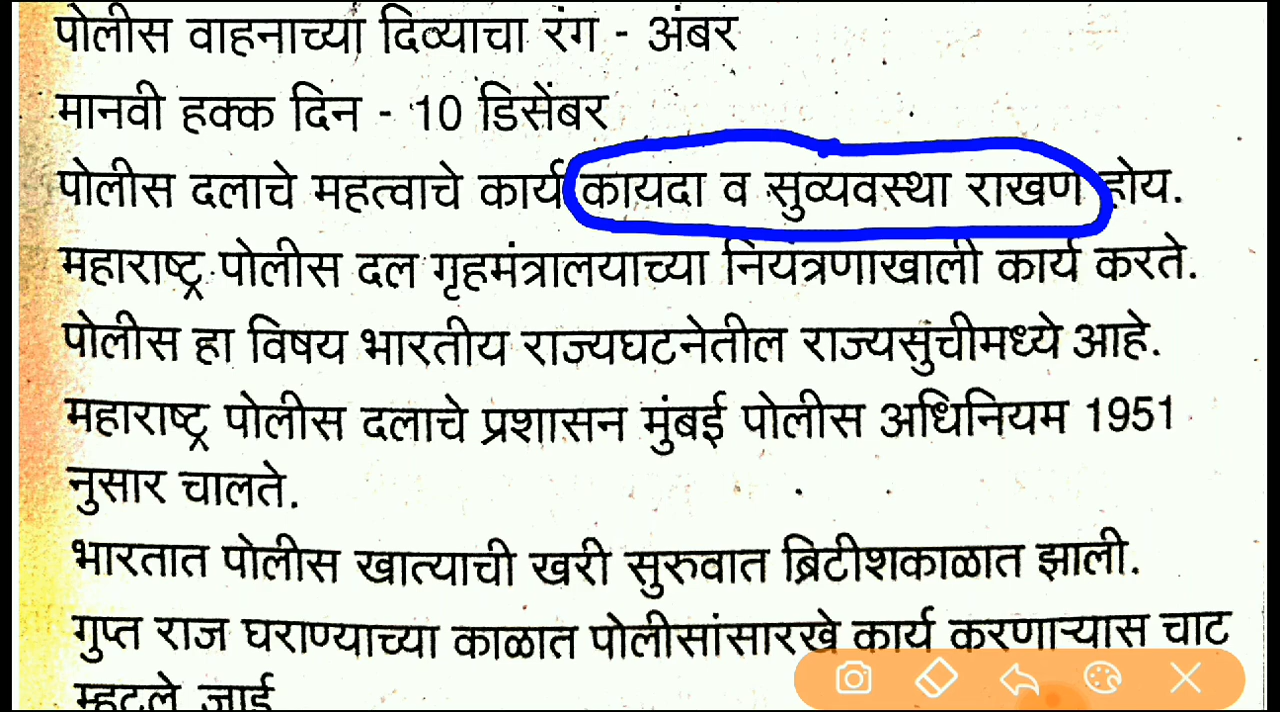 पोलीस वाहनाच्या दिव्याचा रंग - अंबर
मानवी हक्क दिन - 10 डिसेंबर
पोलीस दलाचे महत्वाचे कार्य कायदा व सुव्यवस्था राखण होय.
महाराष्ट्र पोलीस दल गृहमंत्रालयाच्या नियंत्रणाखाली कार्य करते.
पोलीस हा विषय भारतीय राज्यघटनेतील राज्यसुचीमध्ये आहे.
महाराष्ट्र पोलीस दलाचे प्रशासन मुंबई पोलीस अधिनियम 1951
नुसार चालते.
भारतात पोलीस खात्याची खरी सुरुवात ब्रिटीशकाळात झाली.
गुप्त राज घराण्याच्या काळात पोलीसांसारखे कार्य करणाऱ्यास चाट
म्हटले जाई